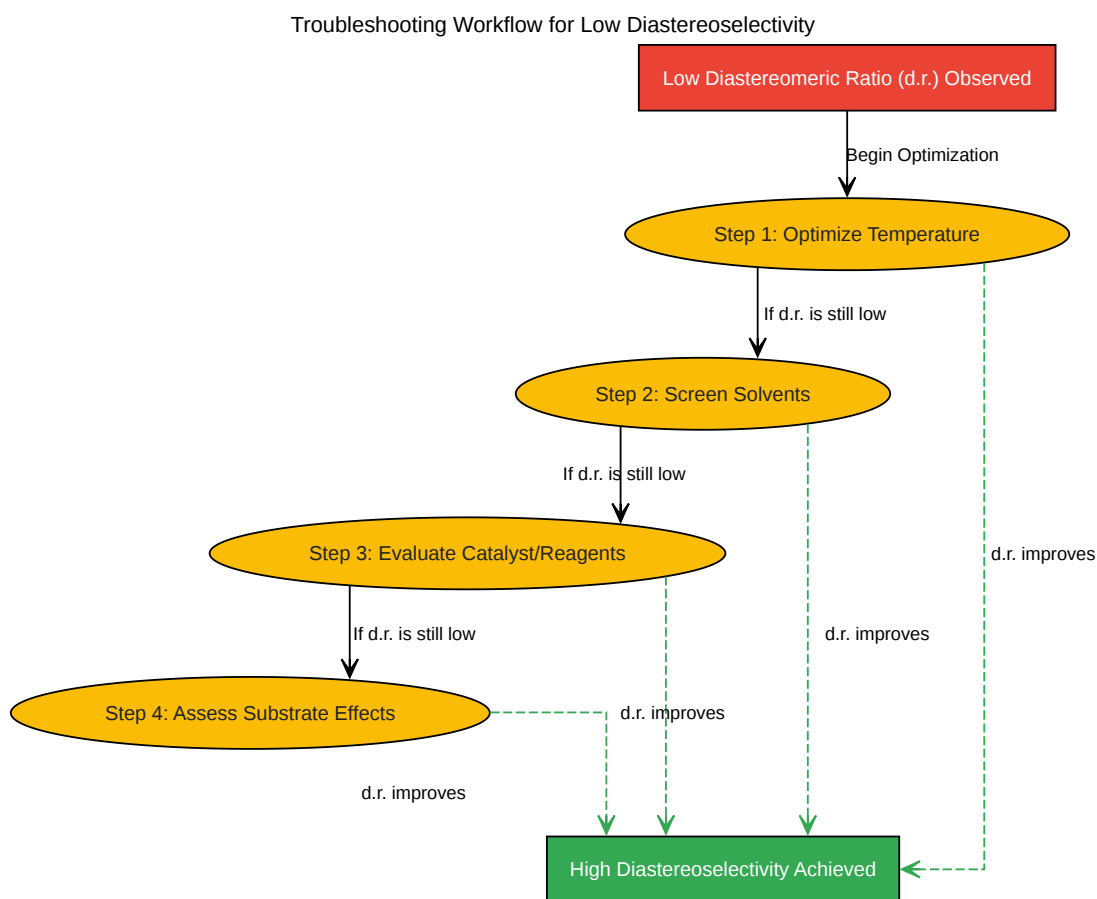 Troubleshooting Workflow for Low Diastereoselectivity
Low Diastereomeric Ratio (d.r.) Observed
Begin Optimization
Step 1: Optimize Temperature
If d.r. is still low
Step 2: Screen Solvents
If d.r. is still low
Step 3: Evaluate Catalyst/Reagents
d.r. improves
If d.r. is still low
d.r. improves
Step 4: Assess Substrate Effects
d.r. improves
d.r. improves
High Diastereoselectivity Achieved